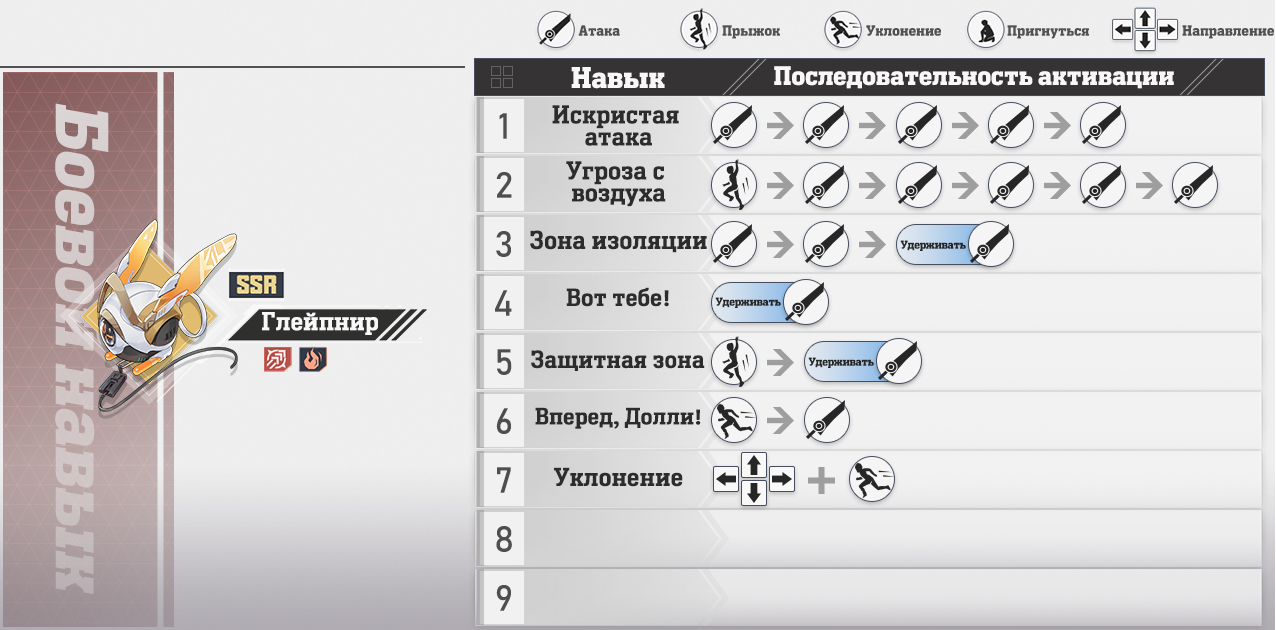 Атака
Прыжок
Уклонение
Пригнуться
Направление
Навык
Последовательность активации
Боевой навык
KILL
SSR
Глейпнир
1
Искристая
атака
2
Угроза с
воздуха
3
Зона изоляции
Удерживать
4
Вот тебе!
Удерживать
5
Защитная зона
Удерживать
6
Вперед, Долли!
7
Уклонение
8
9